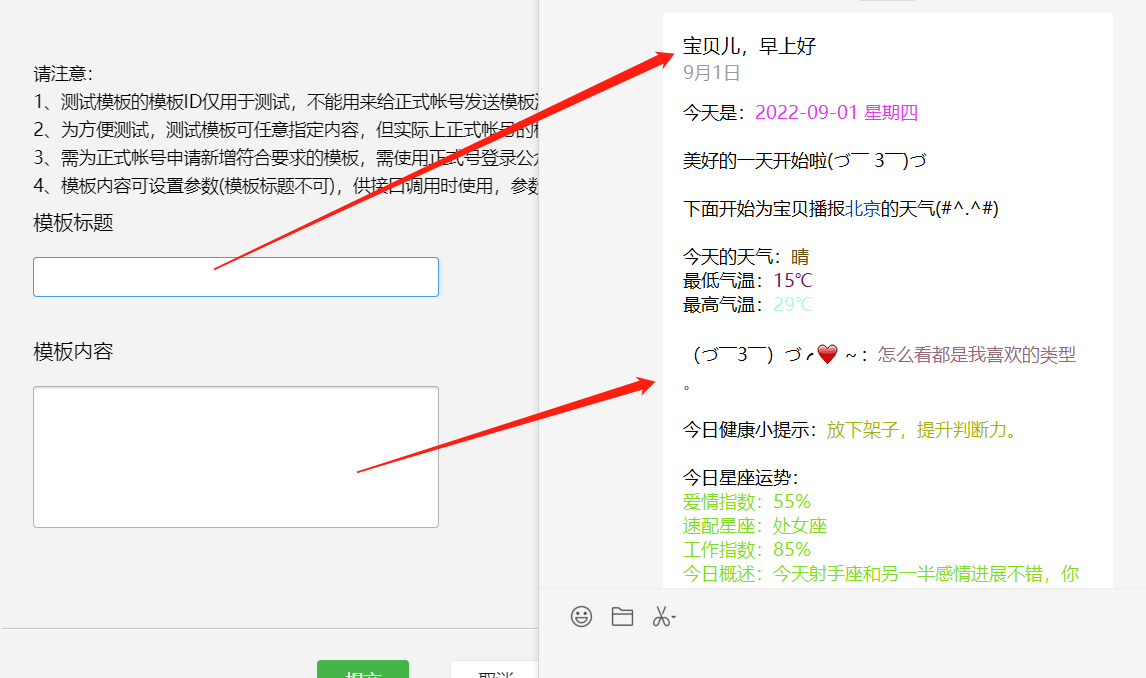 请注意：
1、测试模板的模板ID仅用于测试，不能用来给正式帐号发送模板
2、为方便测试，测试模板可任意指定内容，但实际上正式帐号的
3、需为正式帐号申请新增符合要求的模板，需使用正式号登录公
4、模板内容可设置参数(模板标题不可)，供接口调用时使用，参数
模板标题
模板内容
提交
取消
宝贝儿，早上好
9月1日
今天是：2022-09-01 星期四
美好的一天开始啦(づ￣ 3￣)づ
下面开始为宝贝播报北京的天气(#^.^#)
今天的天气：晴
最低气温：15℃
最高气温：29℃
（づ￣3￣）づ╭❤️～：怎么看都是我喜欢的类型
。
今日健康小提示：放下架子，提升判断力。
今日星座运势：
爱情指数：55%
速配星座：处女座
工作指数：85%
今日概述：今天射手座和另一半感情进展不错，你